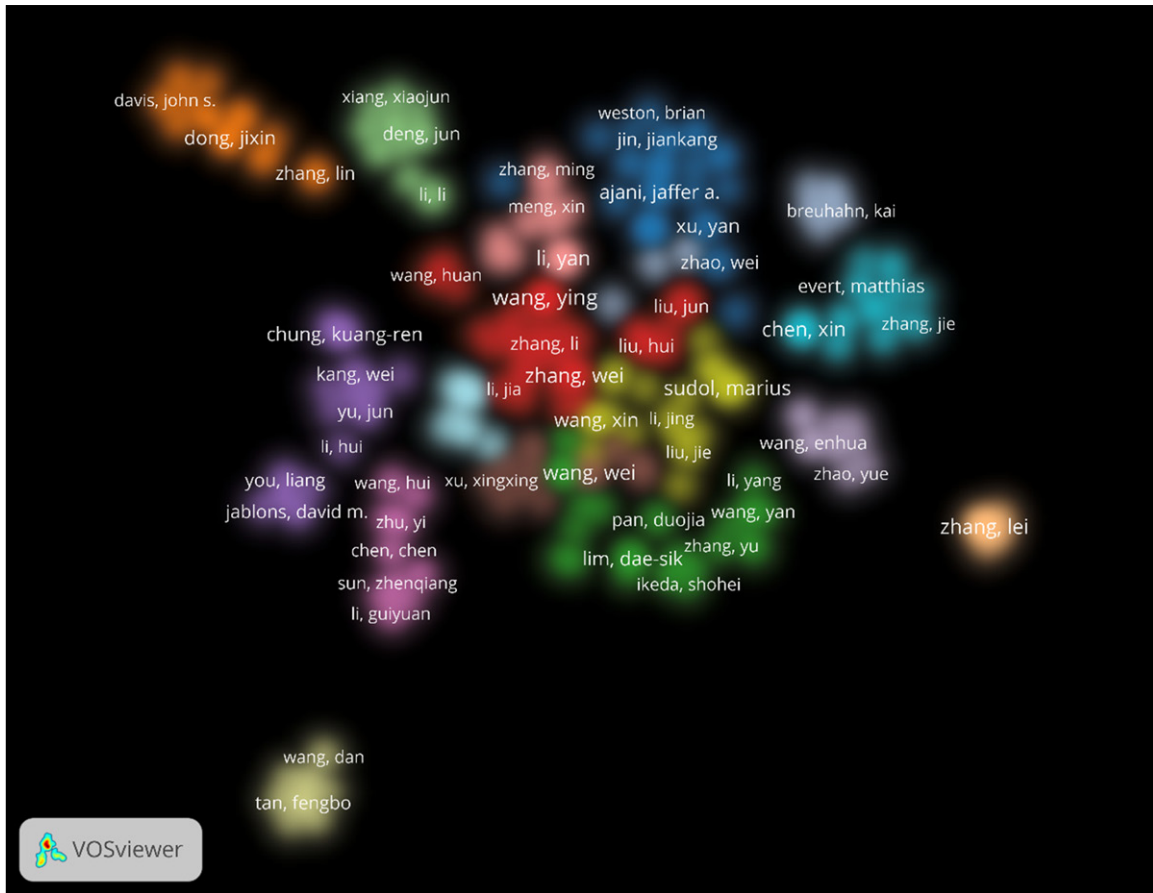 davis, john s.
xiang, xiaojun
weston, brian
dong, jixin
deng, jun
jin, jiankang
zhang, lin
zhang, ming
li, li
ajani, jaffer a.
meng, xin
breuhahn, kai
xu, yan
li, yan
zhao, wei
wang, huan
evert, matthias
wang, ying
liu, jun
chen, xin
zhang, jie
chung, kuang-ren
zhang, li
liu, hui
kang, wei
li, jia
zhang, wei
sudol, marius
yu, jun
wang, xin
li, jing
li, hui
liu, jie
wang, enhua
you, liang
wang, hui
xu, xingxing
wang, wei
li, yang
zhao, yue
jablons, david m.
zhu, yi
pan, duojia
wang, yan
zhang, lei
chen, chen
lim, dae-sik
zhang, yu
sun, zhenqiang
ikeda, shohei
li, guiyuan
wang, dan
tan, fengbo
VOSviewer